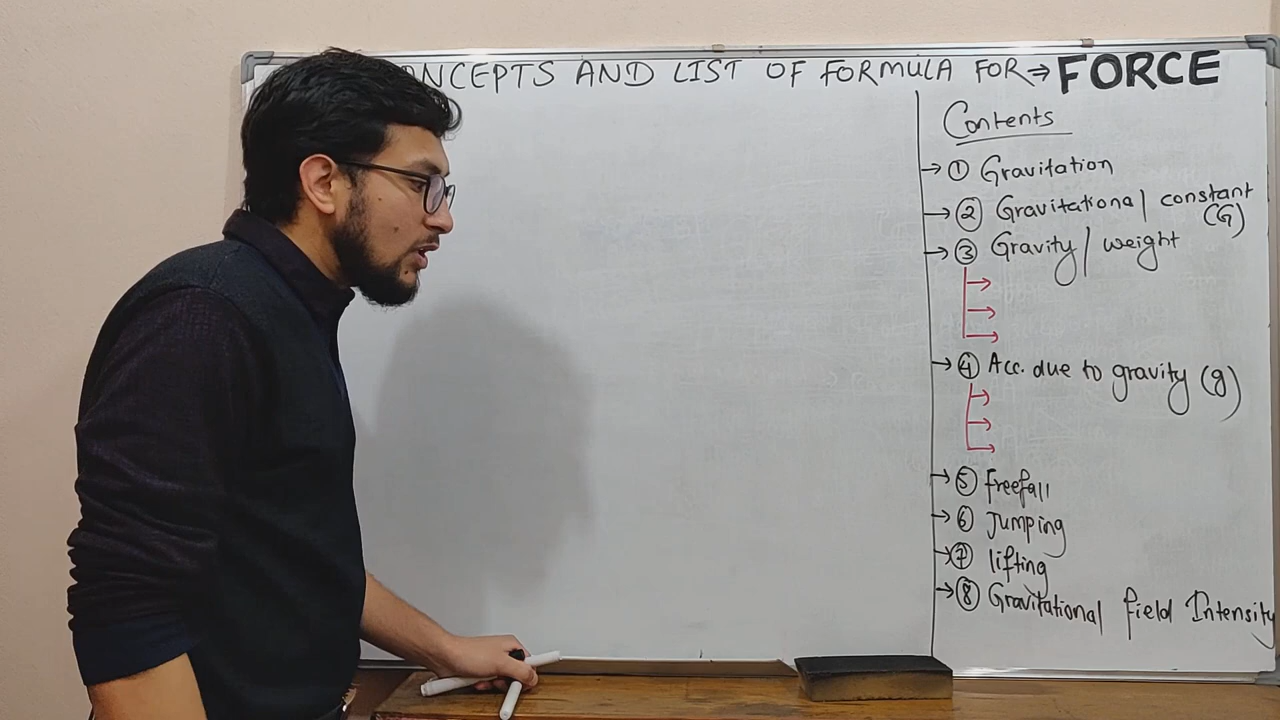 ONCEPTS AND LIST OF FORMULA FOR⇒ FORCE
Contents
→ ① Gravitation
→ ② Gravitational constant
(G)
→ ③ Gravity/weight
→ ④ Acc. due to gravity (g)
→ ⑤ freefall
→ ⑥ Jumping
→ ⑦ lifting
→ ⑧ Gravitational field Intensity